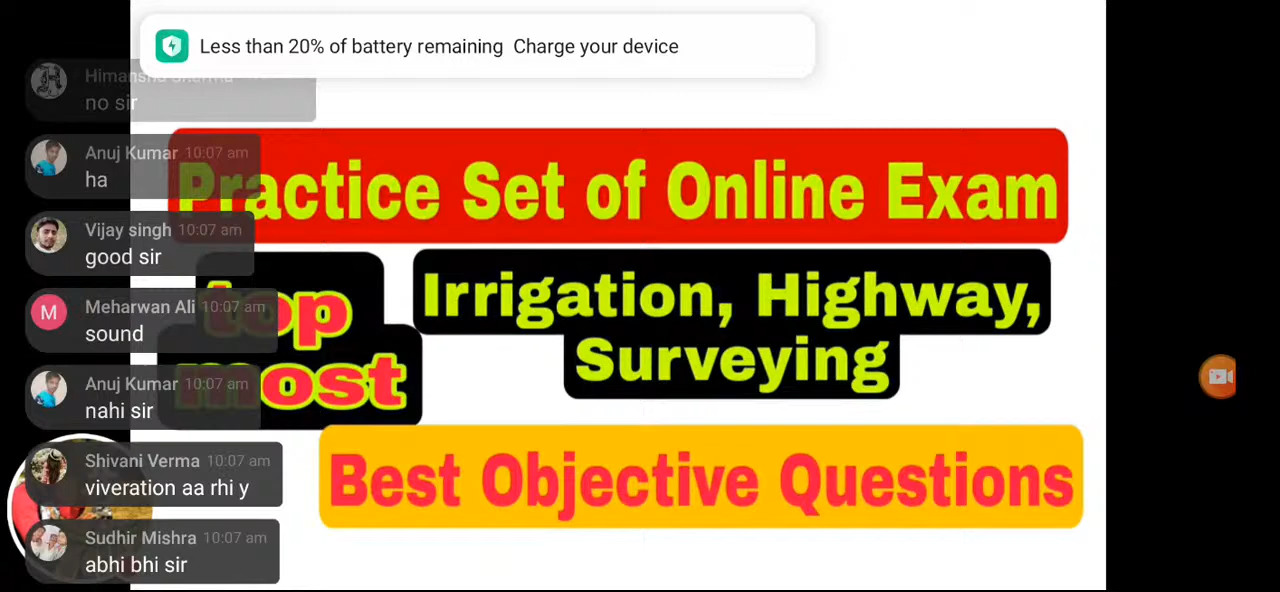 Less than 20% of battery remaining Charge your device
no sir
Anuj Kumar 10:07 am
ha
Vijay singh 10:07 am
good sir
M
Meharwan Ali 10:07 am
sound
Anuj Kumar 10:07 am
nahi sir
Shivani Verma 10:07 am
viveration aa rhi y
Sudhir Mishra 10:07 am
abhi bhi sir
Practice Set of Online Exam
top
most
Irrigation, Highway,
Surveying
Best Objective Questions